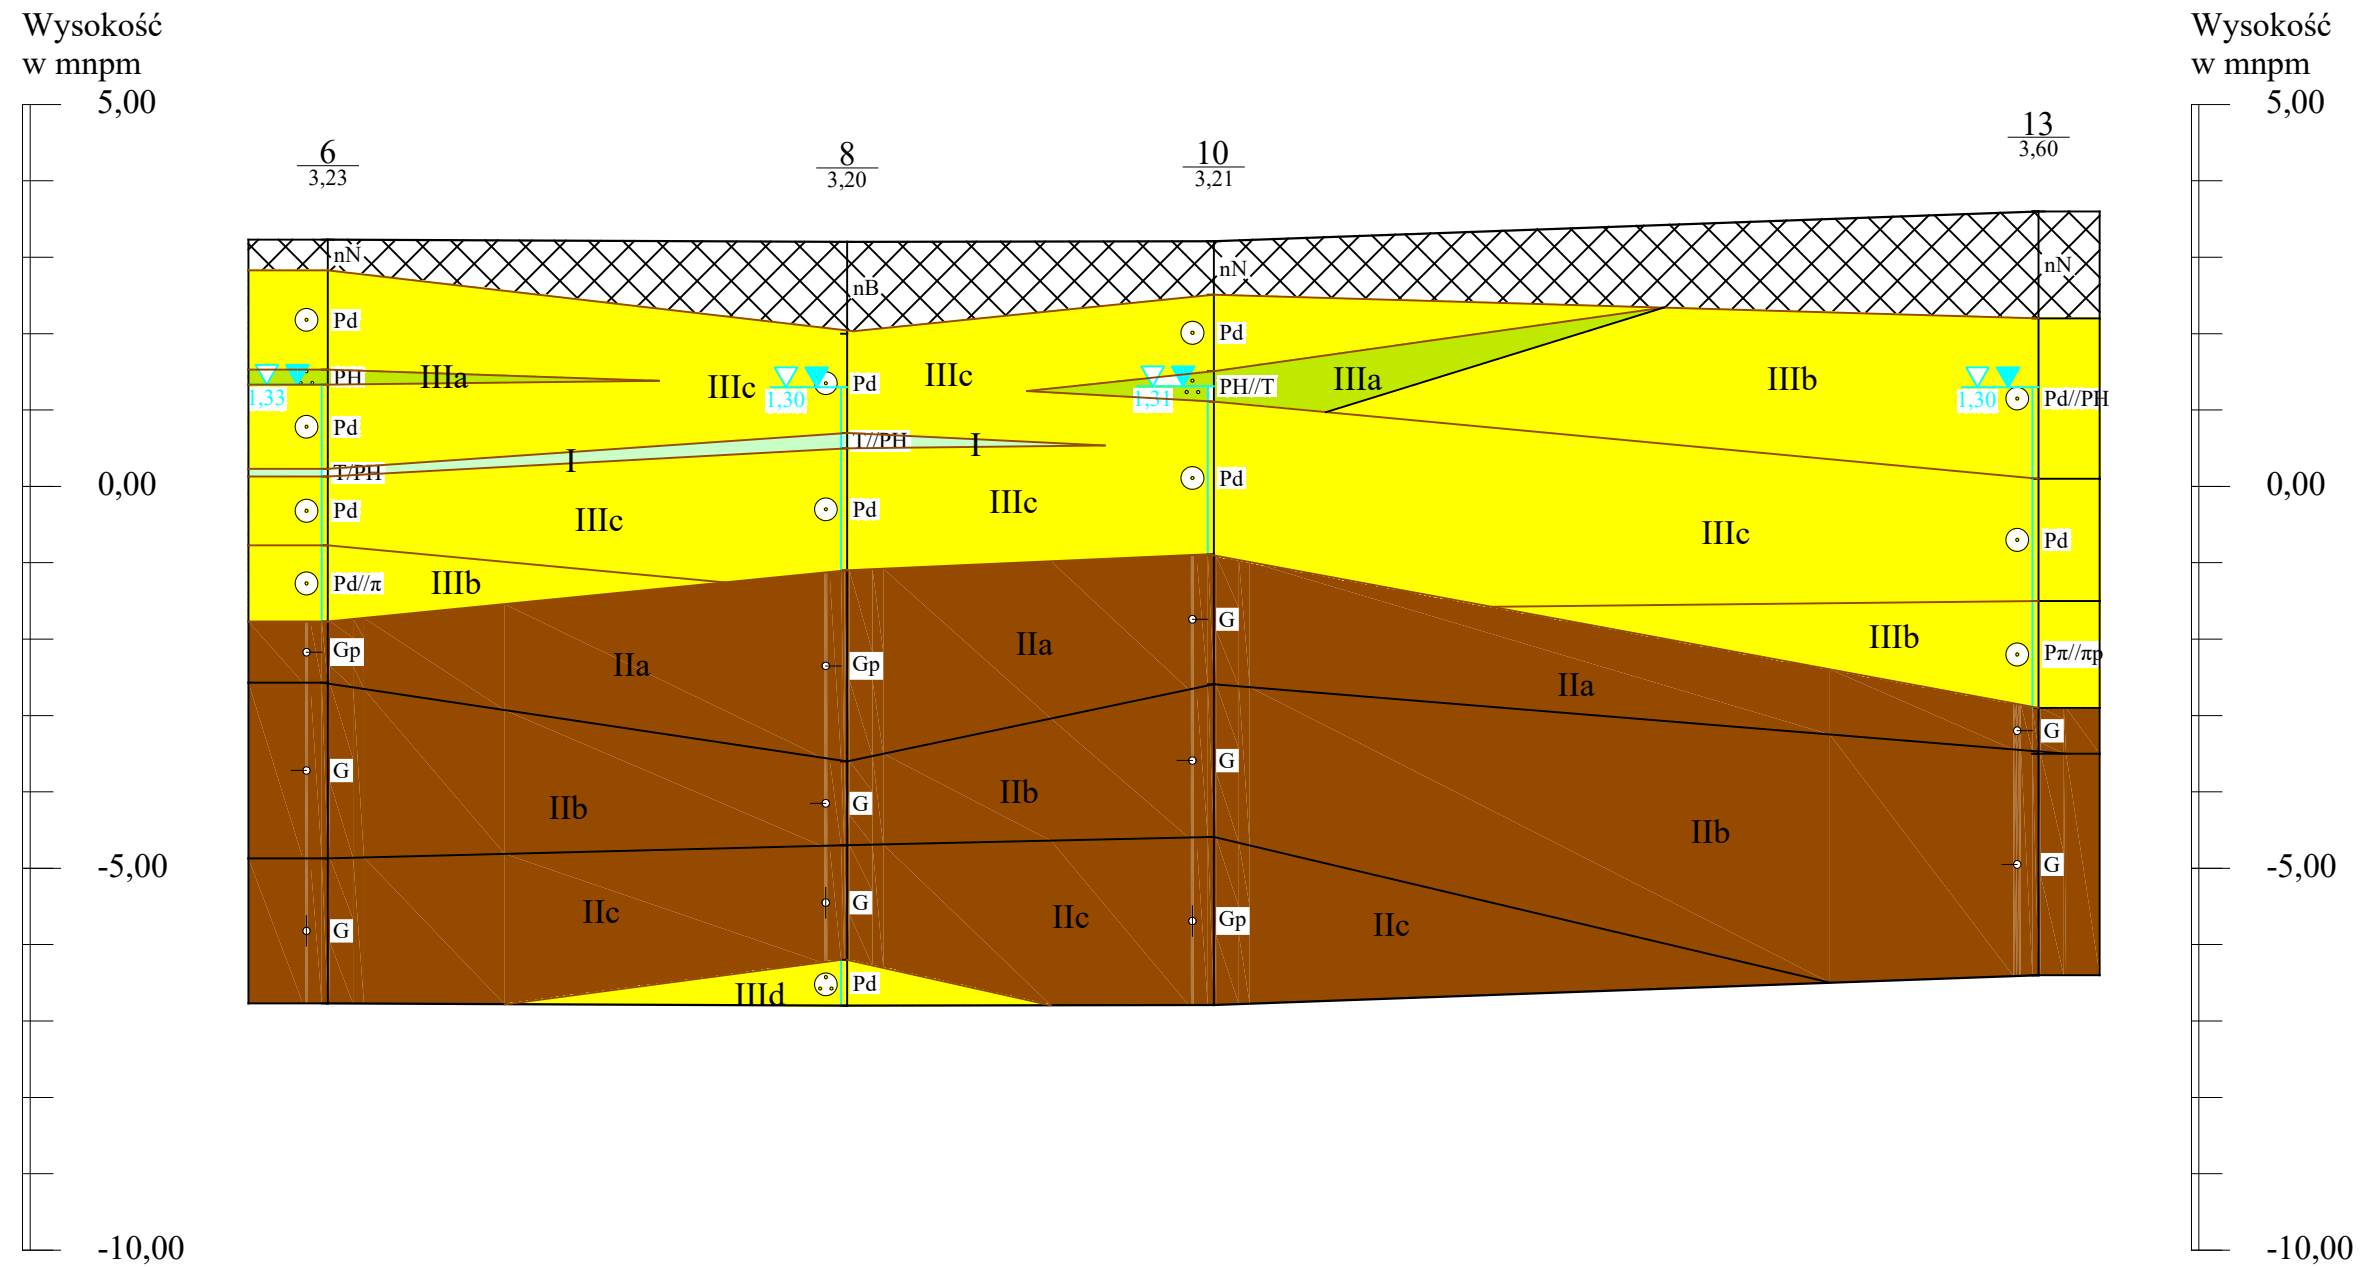 Wysokość
w mnpm
Wysokość
w mnpm
5,00
5,00
6
3,23
8
3,20
10
3,21
13
3,60
nN
nB
nN
nN
Pd
Pd
PH
IIIa
IIIc
Pd
IIIc
PH//T
IIIa
IIIb
Pd//PH
1,33
1,30
1,31
1,30
Pd
T//PH
I
I
T/PH
Pd
0,00
0,00
Pd
IIIc
Pd
IIIc
IIIc
Pd
Pd//π
IIIb
G
IIIb
Pπ//πp
Gp
IIa
Gp
IIa
IIa
G
G
IIb
G
IIb
G
IIb
G
-5,00
-5,00
G
IIc
G
IIc
Gp
IIc
IIId
Pd
-10,00
-10,00